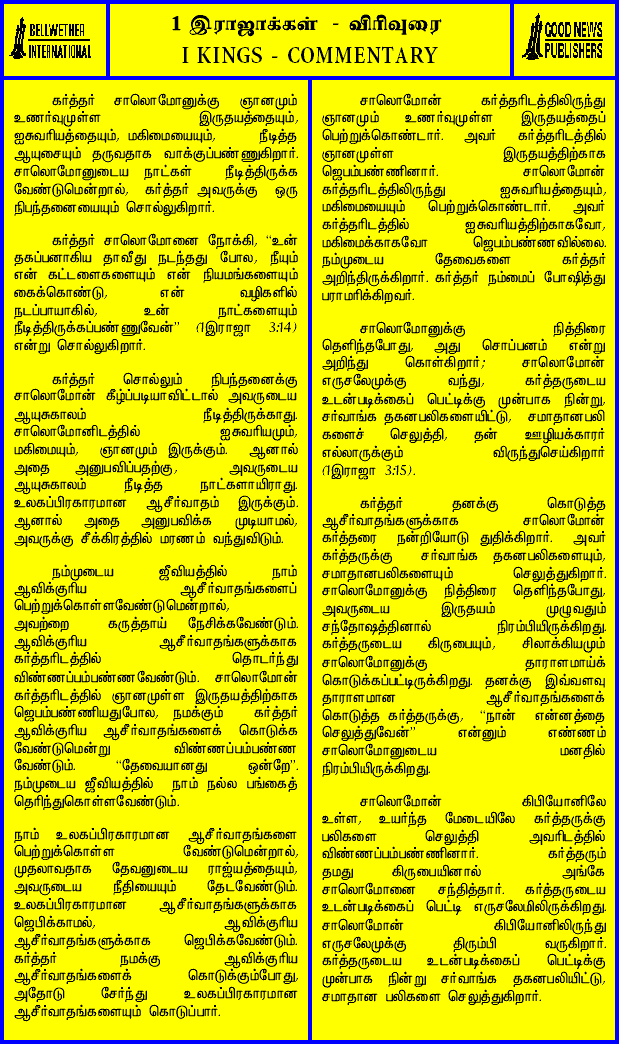 BELLWETHER
INTERNATIONAL
1 இராஜாக்கள் - விரிவுரை
I KINGS - COMMENTARY
GOOD NEWS
PUBLISHERS
கர்த்தர் சாலொமோனுக்கு ஞானமும்
உணர்வுமுள்ள இருதயத்தையும்,
ஐசுவரியத்தையும், மகிமையையும், நீடித்த
ஆயுசையும் தருவதாக வாக்குப்பண்ணுகிறார்.
சாலொமோனுடைய நாட்கள் நீடித்திருக்க
வேண்டுமென்றால், கர்த்தர் அவருக்கு ஒரு
நிபந்தனையையும் சொல்லுகிறார்.
கர்த்தர் சாலொமோனை நோக்கி, “உன்
தகப்பனாகிய தாவீது நடந்தது போல, நீயும்
என் கட்டளைகளையும் என் நியமங்களையும்
கைக்கொண்டு, என் வழிகளில்
நடப்பாயாகில், உன் நாட்களையும்
நீடித்திருக்கப்பண்ணுவேன்” (1இராஜா 3:14)
என்று சொல்லுகிறார்.
கர்த்தர் சொல்லும் நிபந்தனைக்கு
சாலொமோன் கீழ்ப்படியாவிட்டால் அவருடைய
ஆயுசுகாலம் நீடித்திருக்காது.
சாலொமோனிடத்தில் ஐசுவரியமும்,
மகிமையும், ஞானமும் இருக்கும். ஆனால்
அதை அனுபவிப்பதற்கு, அவருடைய
ஆயுசுகாலம் நீடித்த நாட்களாயிராது.
உலகப்பிரகாரமான ஆசீர்வாதம் இருக்கும்.
ஆனால் அதை அனுபவிக்க முடியாமல்,
அவருக்கு சீக்கிரத்தில் மரணம் வந்துவிடும்.
நம்முடைய ஜீவியத்தில் நாம்
ஆவிக்குரிய ஆசீர்வாதங்களைப்
பெற்றுக்கொள்ளவேண்டுமென்றால்,
அவற்றை கருத்தாய் நேசிக்கவேண்டும்.
ஆவிக்குரிய ஆசீர்வாதங்களுக்காக
கர்த்தரிடத்தில் தொடர்ந்து
விண்ணப்பம்பண்ணவேண்டும். சாலொமோன்
கர்த்தரிடத்தில் ஞானமுள்ள இருதயத்திற்காக
ஜெபம்பண்ணியதுபோல, நமக்கும் கர்த்தர்
ஆவிக்குரிய ஆசீர்வாதங்களைக் கொடுக்க
வேண்டுமென்று விண்ணப்பம்பண்ண
வேண்டும். “தேவையானது ஒன்றே”.
நம்முடைய ஜீவியத்தில் நாம் நல்ல பங்கைத்
தெரிந்துகொள்ளவேண்டும்.
நாம் உலகப்பிரகாரமான ஆசீர்வாதங்களை
பெற்றுக்கொள்ள வேண்டுமென்றால்,
முதலாவதாக தேவனுடைய ராஜ்யத்தையும்,
அவருடைய நீதியையும் தேடவேண்டும்.
உலகப்பிரகாரமான ஆசீர்வாதங்களுக்காக
ஜெபிக்காமல், ஆவிக்குரிய
ஆசீர்வாதங்களுக்காக ஜெபிக்கவேண்டும்.
கர்த்தர் நமக்கு ஆவிக்குரிய
ஆசீர்வாதங்களைக் கொடுக்கும்போது,
அதோடு சேர்ந்து உலகப்பிரகாரமான
ஆசீர்வாதங்களையும் கொடுப்பார்.
சாலொமோன் கர்த்தரிடத்திலிருந்து
ஞானமும் உணர்வுமுள்ள இருதயத்தைப்
பெற்றுக்கொண்டார். அவர் கர்த்தரிடத்தில்
ஞானமுள்ள இருதயத்திற்காக
ஜெபம்பண்ணினார். சாலொமோன்
கர்த்தரிடத்திலிருந்து ஐசுவரியத்தையும்,
மகிமையையும் பெற்றுக்கொண்டார். அவர்
கர்த்தரிடத்தில் ஐசுவரியத்திற்காகவோ,
மகிமைக்காகவோ ஜெபம்பண்ணவில்லை.
நம்முடைய தேவைகளை கர்த்தர்
அறிந்திருக்கிறார். கர்த்தர் நம்மைப் போஷித்து
பராமரிக்கிறவர்.
சாலொமோனுக்கு நித்திரை
தெளிந்தபோது, அது சொப்பனம் என்று
அறிந்து கொள்கிறார்; சாலொமோன்
எருசலேமுக்கு வந்து, கர்த்தருடைய
உடன்படிக்கைப் பெட்டிக்கு முன்பாக நின்று,
சர்வாங்க தகனபலிகளையிட்டு, சமாதானபலி
களைச் செலுத்தி, தன் ஊழியக்காரர்
எல்லாருக்கும் விருந்துசெய்கிறார்
(1இராஜா 3:15).
கர்த்தர் தனக்கு கொடுத்த
ஆசீர்வாதங்களுக்காக சாலொமோன்
கர்த்தரை நன்றியோடு துதிக்கிறார். அவர்
கர்த்தருக்கு சர்வாங்க தகனபலிகளையும்,
சமாதானபலிகளையும் செலுத்துகிறார்.
சாலொமோனுக்கு நித்திரை தெளிந்தபோது,
அவருடைய இருதயம் முழுவதும்
சந்தோஷத்தினால் நிரம்பியிருக்கிறது.
கர்த்தருடைய கிருபையும், சிலாக்கியமும்
சாலொமோனுக்கு தாராளமாய்க்
கொடுக்கப்பட்டிருக்கிறது. தனக்கு இவ்வளவு
தாராளமான ஆசீர்வாதங்களைக்
கொடுத்த கர்த்தருக்கு, “நான் என்னத்தை
செலுத்துவேன்” என்னும் எண்ணம்
சாலொமோனுடைய மனதில்
நிரம்பியிருக்கிறது.
சாலொமோன் கிபியோனிலே
உள்ள, உயர்ந்த மேடையிலே கர்த்தருக்கு
பலிகளை செலுத்தி அவரிடத்தில்
விண்ணப்பம்பண்ணினார். கர்த்தரும்
தமது கிருபையினால் அங்கே
சாலொமோனை சந்தித்தார். கர்த்தருடைய
உடன்படிக்கைப் பெட்டி எருசலேமிலிருக்கிறது.
சாலொமோன் கிபியோனிலிருந்து
எருசலேமுக்கு திரும்பி வருகிறார்.
கர்த்தருடைய உடன்படிக்கைப் பெட்டிக்கு
முன்பாக நின்று சர்வாங்க தகனபலியிட்டு,
சமாதான பலிகளை செலுத்துகிறார்.